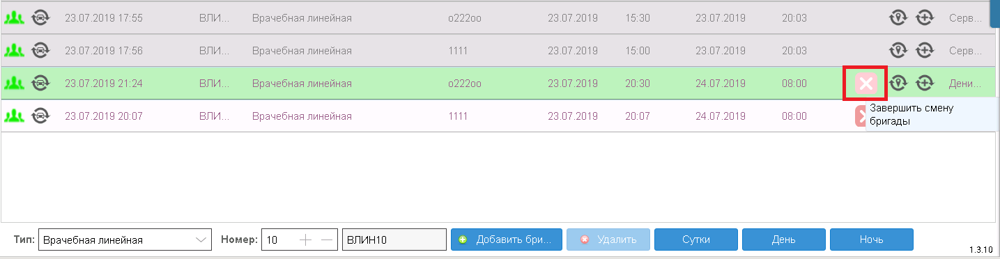 23.07.2019 17:55 ВЛИ... Врачебная линейная о222оо 23.07.2019 15:30 23.07.2019 20:03 Серв...
23.07.2019 17:56 ВЛИ... Врачебная линейная 1111 23.07.2019 15:00 23.07.2019 20:03 Серв...
23.07.2019 21:24 ВЛИ... Врачебная линейная о222оо 23.07.2019 20:30 24.07.2019 08:00 Дени...
23.07.2019 20:07 ВЛИ... Врачебная линейная 1111 23.07.2019 20:07 24.07.2019 08:00
Завершить смену
бригады
Тип: Врачебная линейная Номер: 10 ВЛИН10 Добавить бри... Удалить Сутки День Ночь
1.3.10